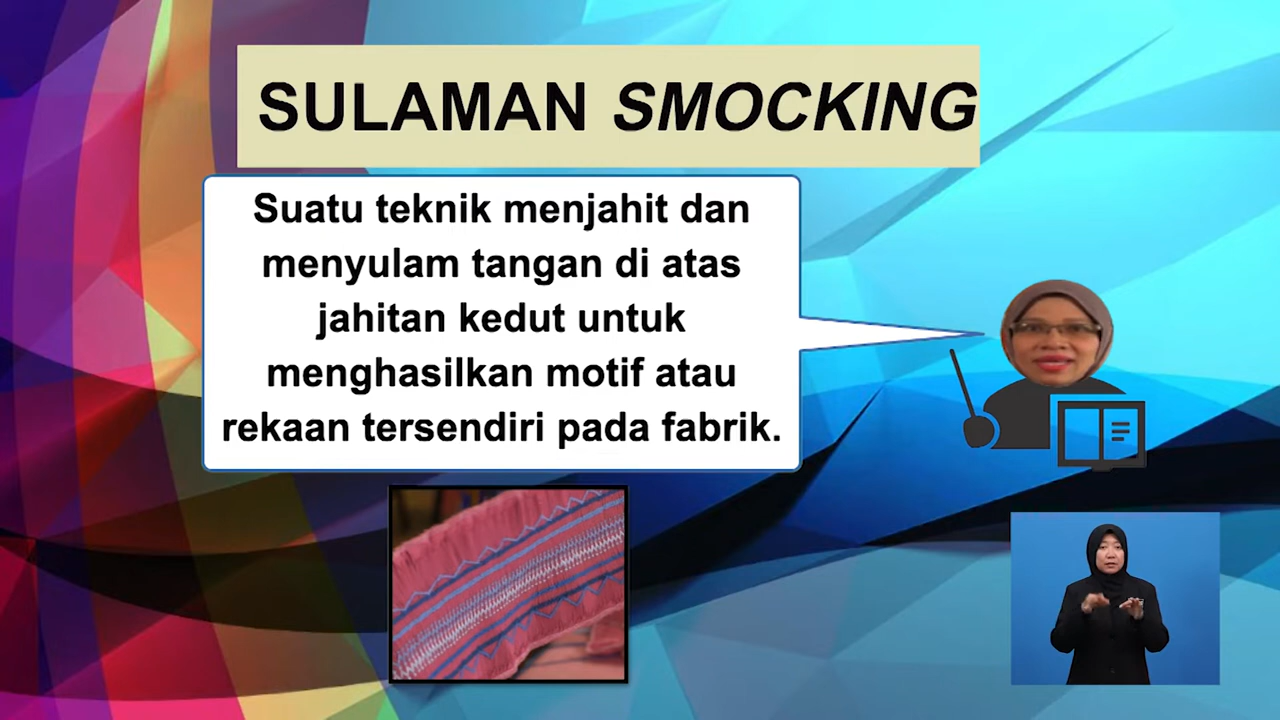 SULAMAN SMOCKING
Suatu teknik menjahit dan
menyulam tangan di atas
jahitan kedut untuk
menghasilkan motif atau
rekaan tersendiri pada fabrik.